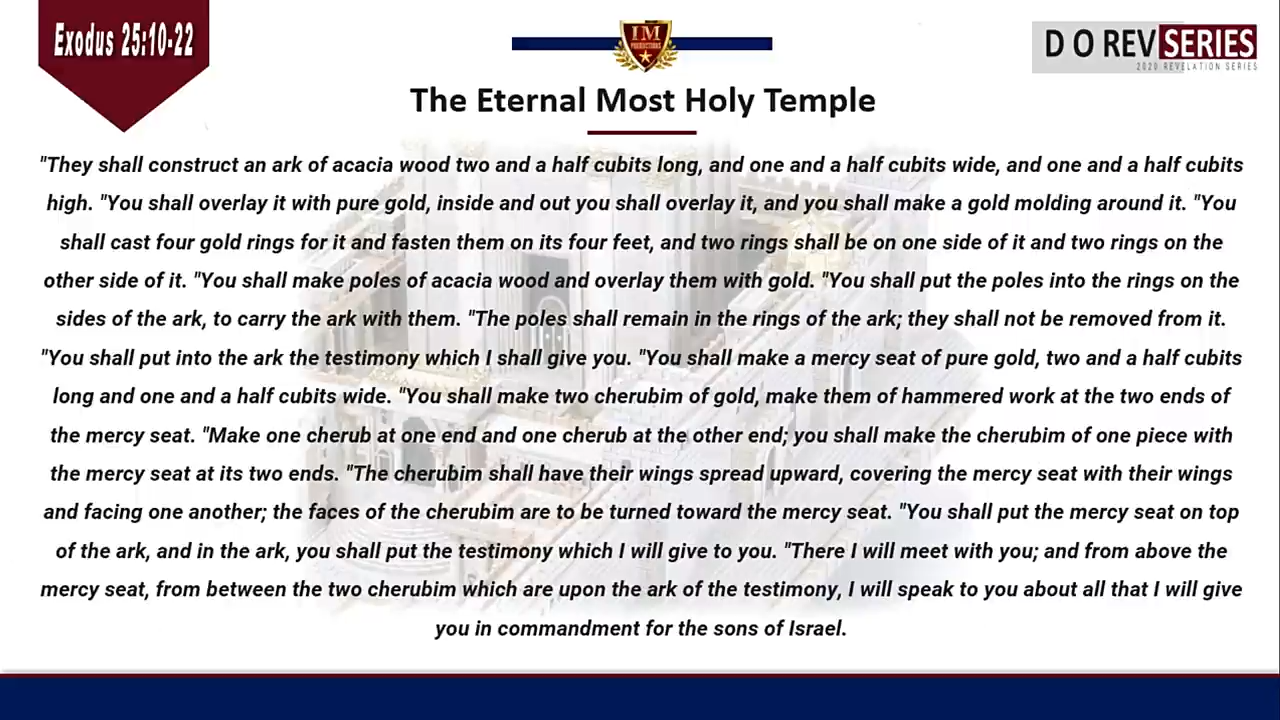 Exodus 25:10-22
IM
PRODUCTIONS
D O REV SERIES
2020 REVELATION SERIES
The Eternal Most Holy Temple
"They shall construct an ark of acacia wood two and a half cubits long, and one and a half cubits wide, and one and a half cubits
high. "You shall overlay it with pure gold, inside and out you shall overlay it, and you shall make a gold molding around it. "You
shall cast four gold rings for it and fasten them on its four feet, and two rings shall be on one side of it and two rings on the
other side of it. "You shall make poles of acacia wood and overlay them with gold. "You shall put the poles into the rings on the
sides of the ark, to carry the ark with them. "The poles shall remain in the rings of the ark; they shall not be removed from it.
"You shall put into the ark the testimony which I shall give you. "You shall make a mercy seat of pure gold, two and a half cubits
long and one and a half cubits wide. "You shall make two cherubim of gold, make them of hammered work at the two ends of
the mercy seat. "Make one cherub at one end and one cherub at the other end; you shall make the cherubim of one piece with
the mercy seat at its two ends. "The cherubim shall have their wings spread upward, covering the mercy seat with their wings
and facing one another; the faces of the cherubim are to be turned toward the mercy seat. "You shall put the mercy seat on top
of the ark, and in the ark, you shall put the testimony which I will give to you. "There I will meet with you; and from above the
mercy seat, from between the two cherubim which are upon the ark of the testimony, I will speak to you about all that I will give
you in commandment for the sons of Israel.